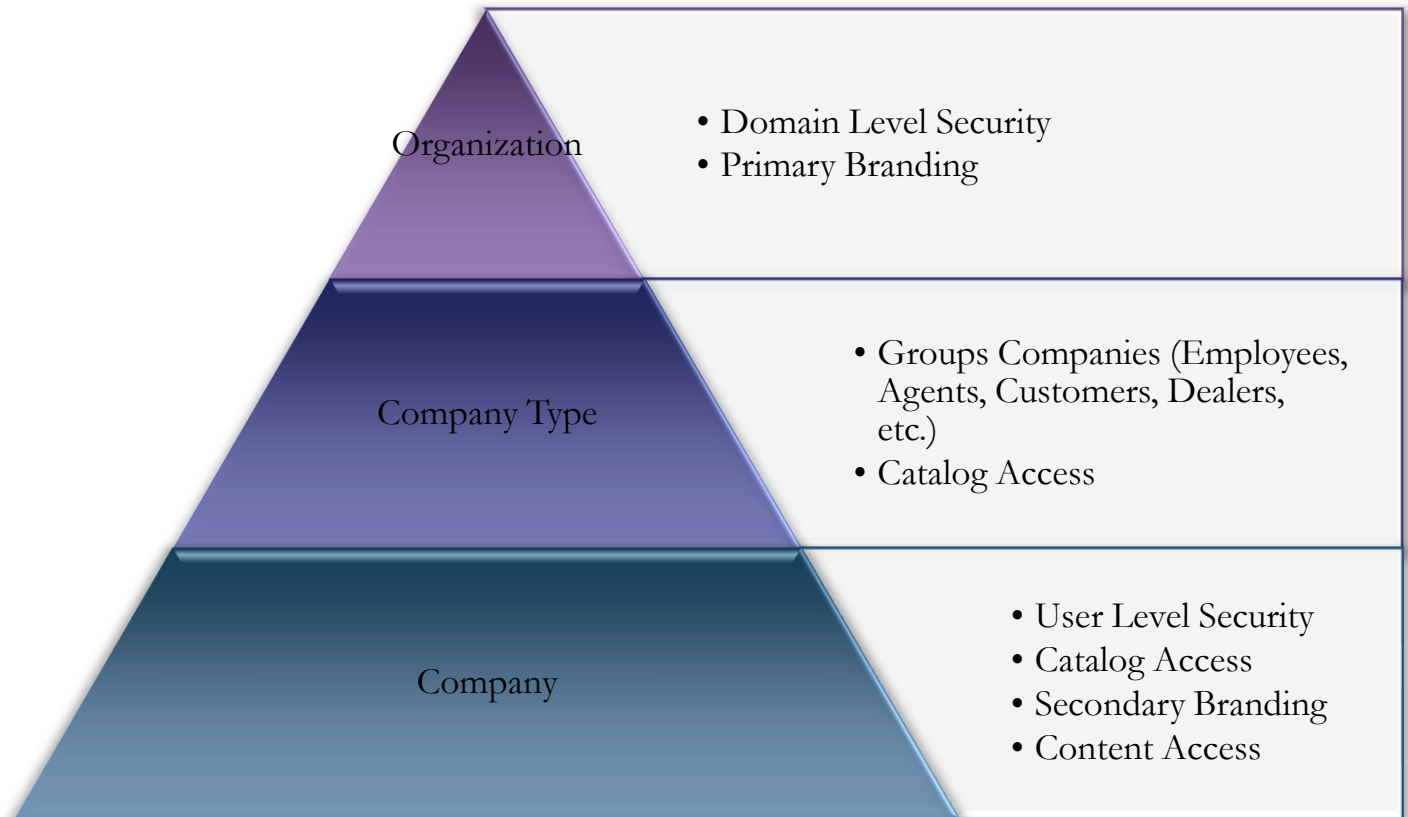 Organization
• Domain Level Security
• Primary Branding
Company Type
• Groups Companies (Employees,
Agents, Customers, Dealers,
etc.)
• Catalog Access
Company
• User Level Security
• Catalog Access
• Secondary Branding
• Content Access